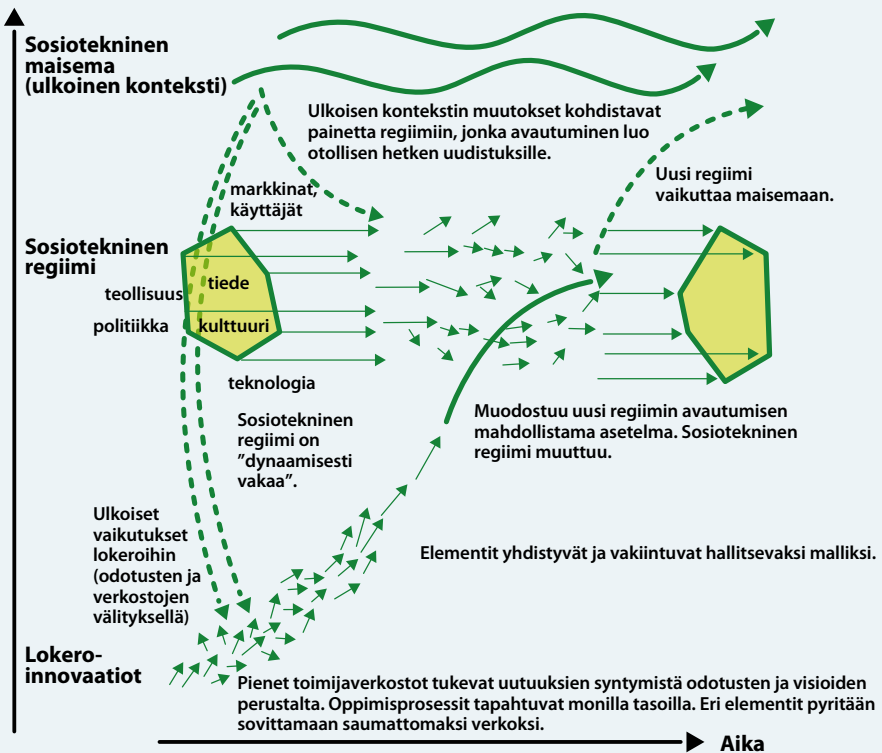 Sosiotekninen
maisema
(ulkoinen konteksti)
Ulkoisen kontekstin muutokset kohdistavat
painetta regiimiin, jonka avautuminen luo
otollisen hetken uudistuksille.
Uusi regiimi
vaikuttaa maisemaan.
markkinat,
käyttäjät
Sosiotekninen
regiimi
tiede
teollisuus
politiikka
kulttuuri
teknologia
Sosiotekninen
regiimi on
”dynaamisesti
vakaa”.
Muodostuu uusi regiimin avautumisen
mahdollistama asetelma. Sosiotekninen
regiimi muuttuu.
Ulkoiset
vaikutukset
lokeroihin
(odotusten ja
verkostojen
välityksellä)
Elementit yhdistyvät ja vakiintuvat hallitsevaksi malliksi.
Lokero-
innovaatiot
Pienet toimijaverkostot tukevat uutuuksien syntymistä odotusten ja visioiden
perustalta. Oppimisprosessit tapahtuvat monilla tasoilla. Eri elementit pyritään
sovittamaan saumattomaksi verkoksi.
Aika